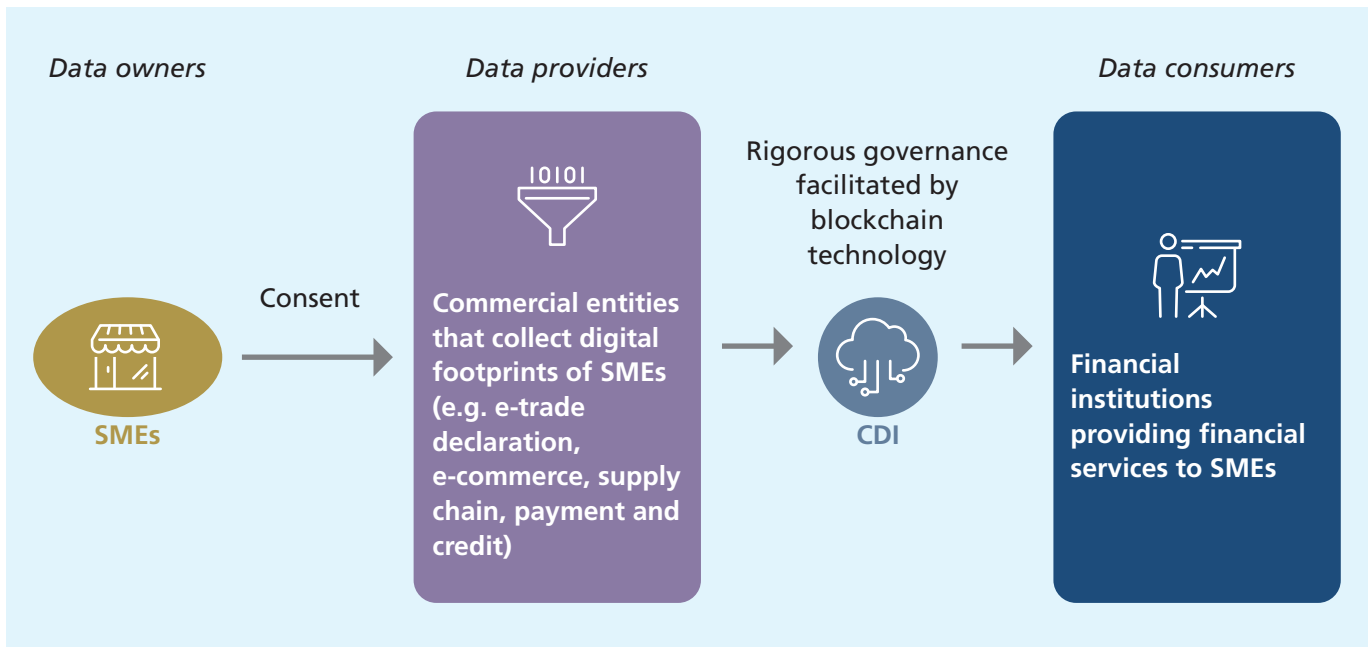 Data owners
Data providers
Data consumers
SMEs
Consent
10101
Commercial entities
that collect digital
footprints of SMEs
(e.g. e-trade
declaration,
e-commerce, supply
chain, payment and
credit)
Rigorous governance
facilitated by
blockchain
technology
CDI
Financial
institutions
providing financial
services to SMEs